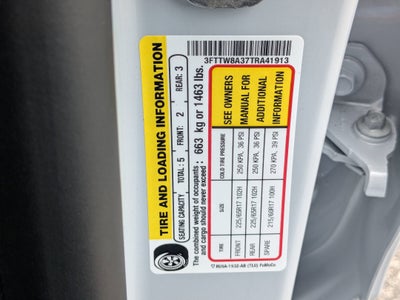 3FTTW8A37TRA41913
TIRE AND LOADING INFORMATION
SEATING CAPACITY TOTAL: 5 FRONT: 2 REAR: 3
The combined weight of occupants
and cargo should never exceed : 663 kg or 1463 lbs.
TIRE SIZE COLD TIRE PRESSURE
FRONT 225/65R17 102H 250 KPA, 36 PSI
REAR 225/65R17 102H 250 KPA, 36 PSI
SPARE 215/65R17 100H 270 KPA, 39 PSI
SEE OWNERS
MANUAL FOR
ADDITIONAL
INFORMATION